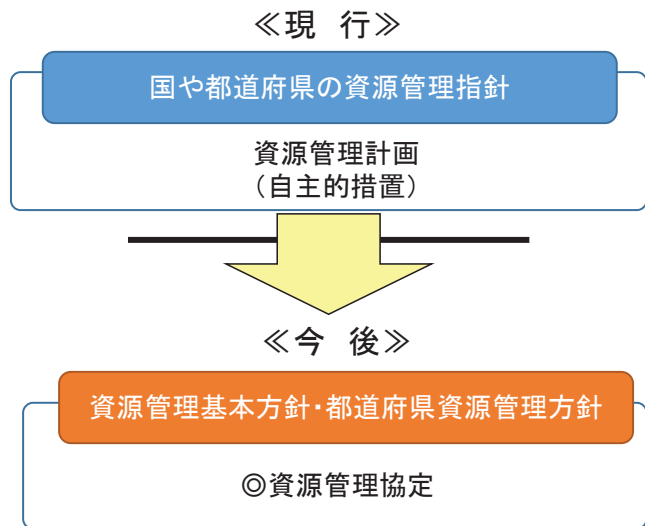 ≪現　行≫
国や都道府県の資源管理指針
資源管理計画
（自主的措置）
≪今　後≫
資源管理基本方針・都道府県資源管理方針
◎資源管理協定